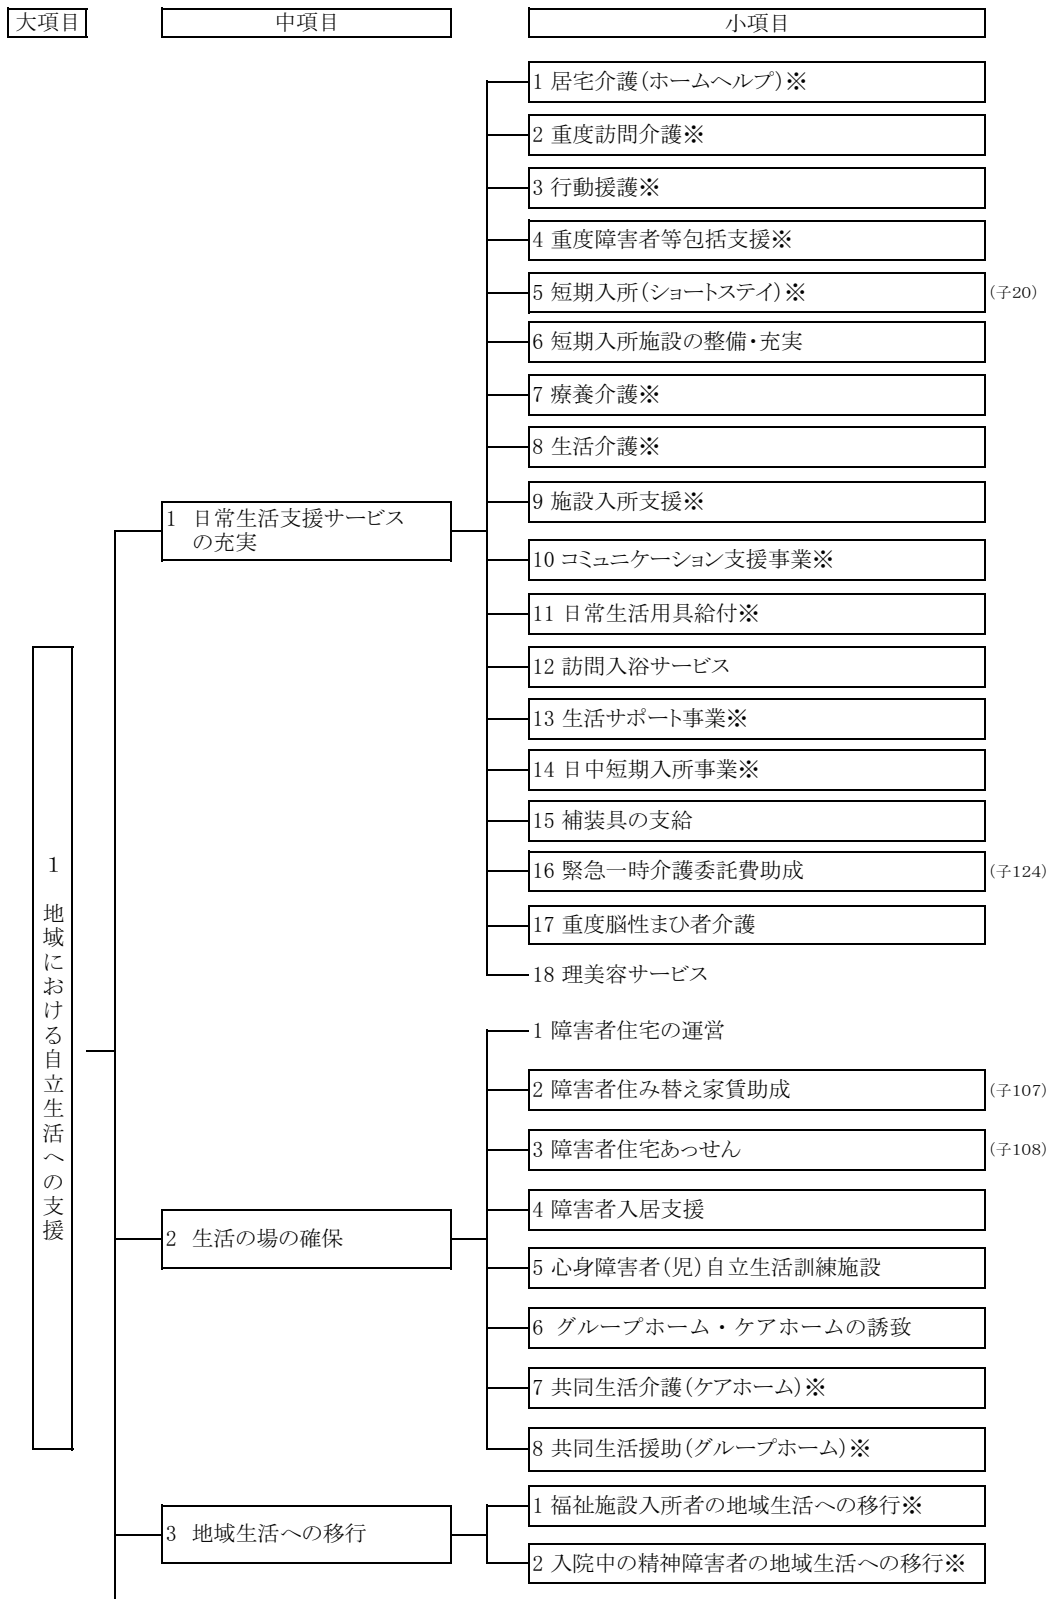 大項目
中項目
小項目
1 地域における自立生活への支援
1 日常生活支援サービス
の充実
1 居宅介護(ホームヘルプ)※
2 重度訪問介護※
3 行動援護※
4 重度障害者等包括支援※
5 短期入所(ショートステイ)※
(子20)
6 短期入所施設の整備・充実
7 療養介護※
8 生活介護※
9 施設入所支援※
10 コミュニケーション支援事業※
11 日常生活用具給付※
12 訪問入浴サービス
13 生活サポート事業※
14 日中短期入所事業※
15 補装具の支給
16 緊急一時介護委託費助成
(子124)
17 重度脳性まひ者介護
18 理美容サービス
2 生活の場の確保
1 障害者住宅の運営
2 障害者住み替え家賃助成
(子107)
3 障害者住宅あっせん
(子108)
4 障害者入居支援
5 心身障害者(児)自立生活訓練施設
6 グループホーム・ケアホームの誘致
7 共同生活介護(ケアホーム)※
8 共同生活援助(グループホーム)※
3 地域生活への移行
1 福祉施設入所者の地域生活への移行※
2 入院中の精神障害者の地域生活への移行※